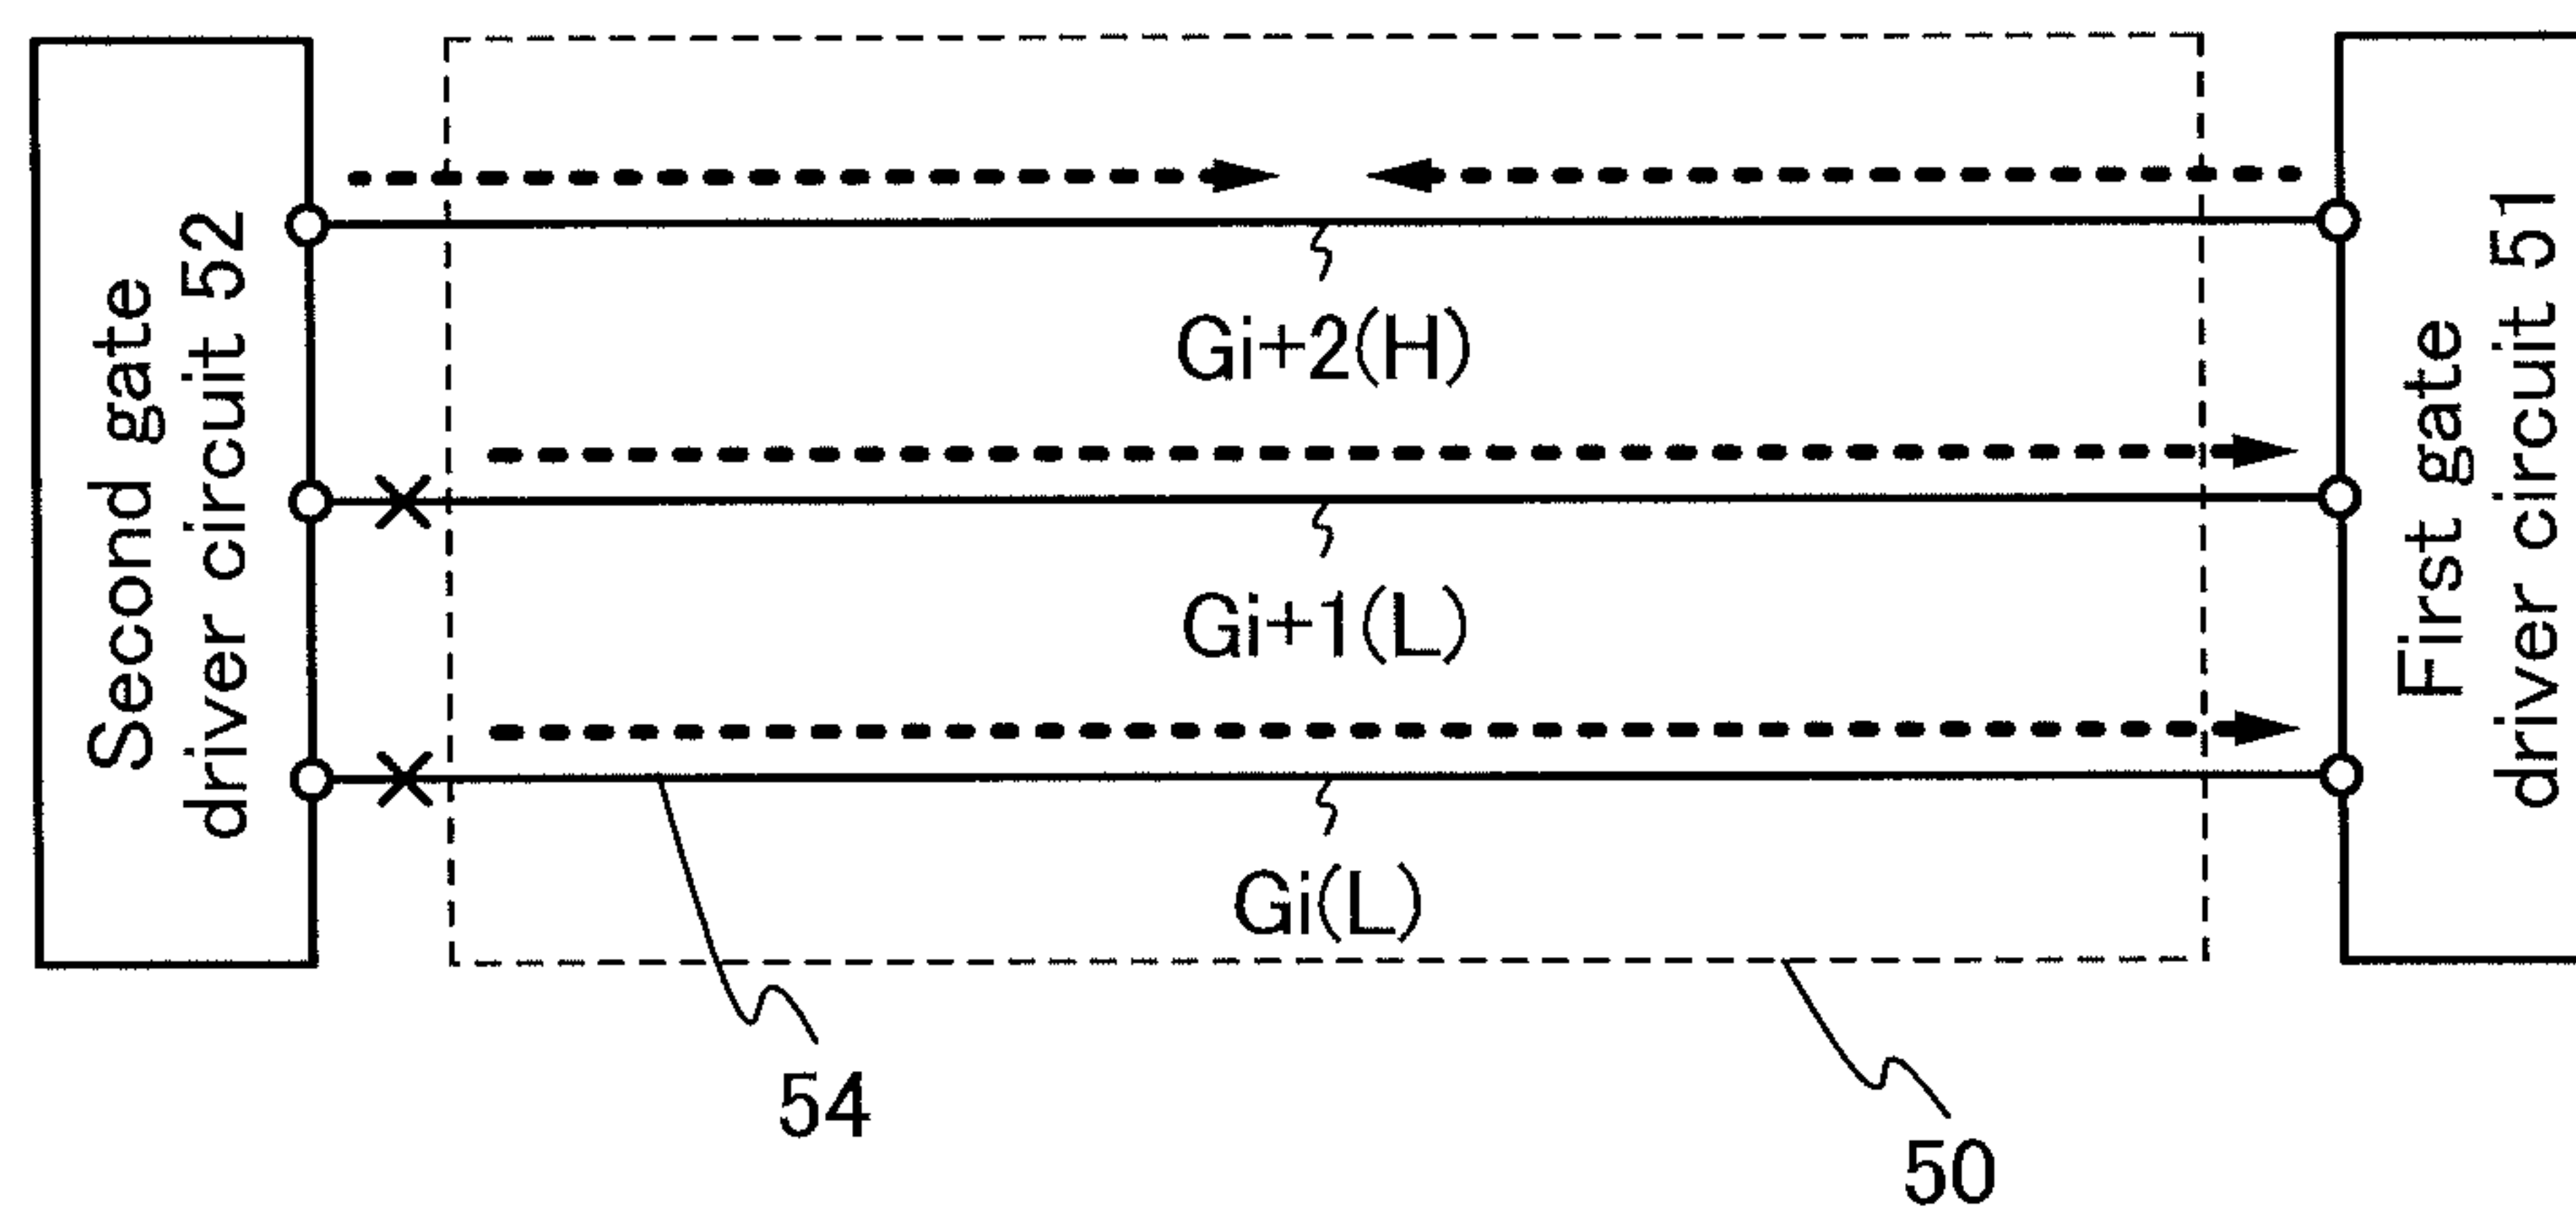 Second gate
driver circuit 52
Gi+2(H)
Gi+1(L)
Gi(L)
First gate
driver circuit 51
54
50